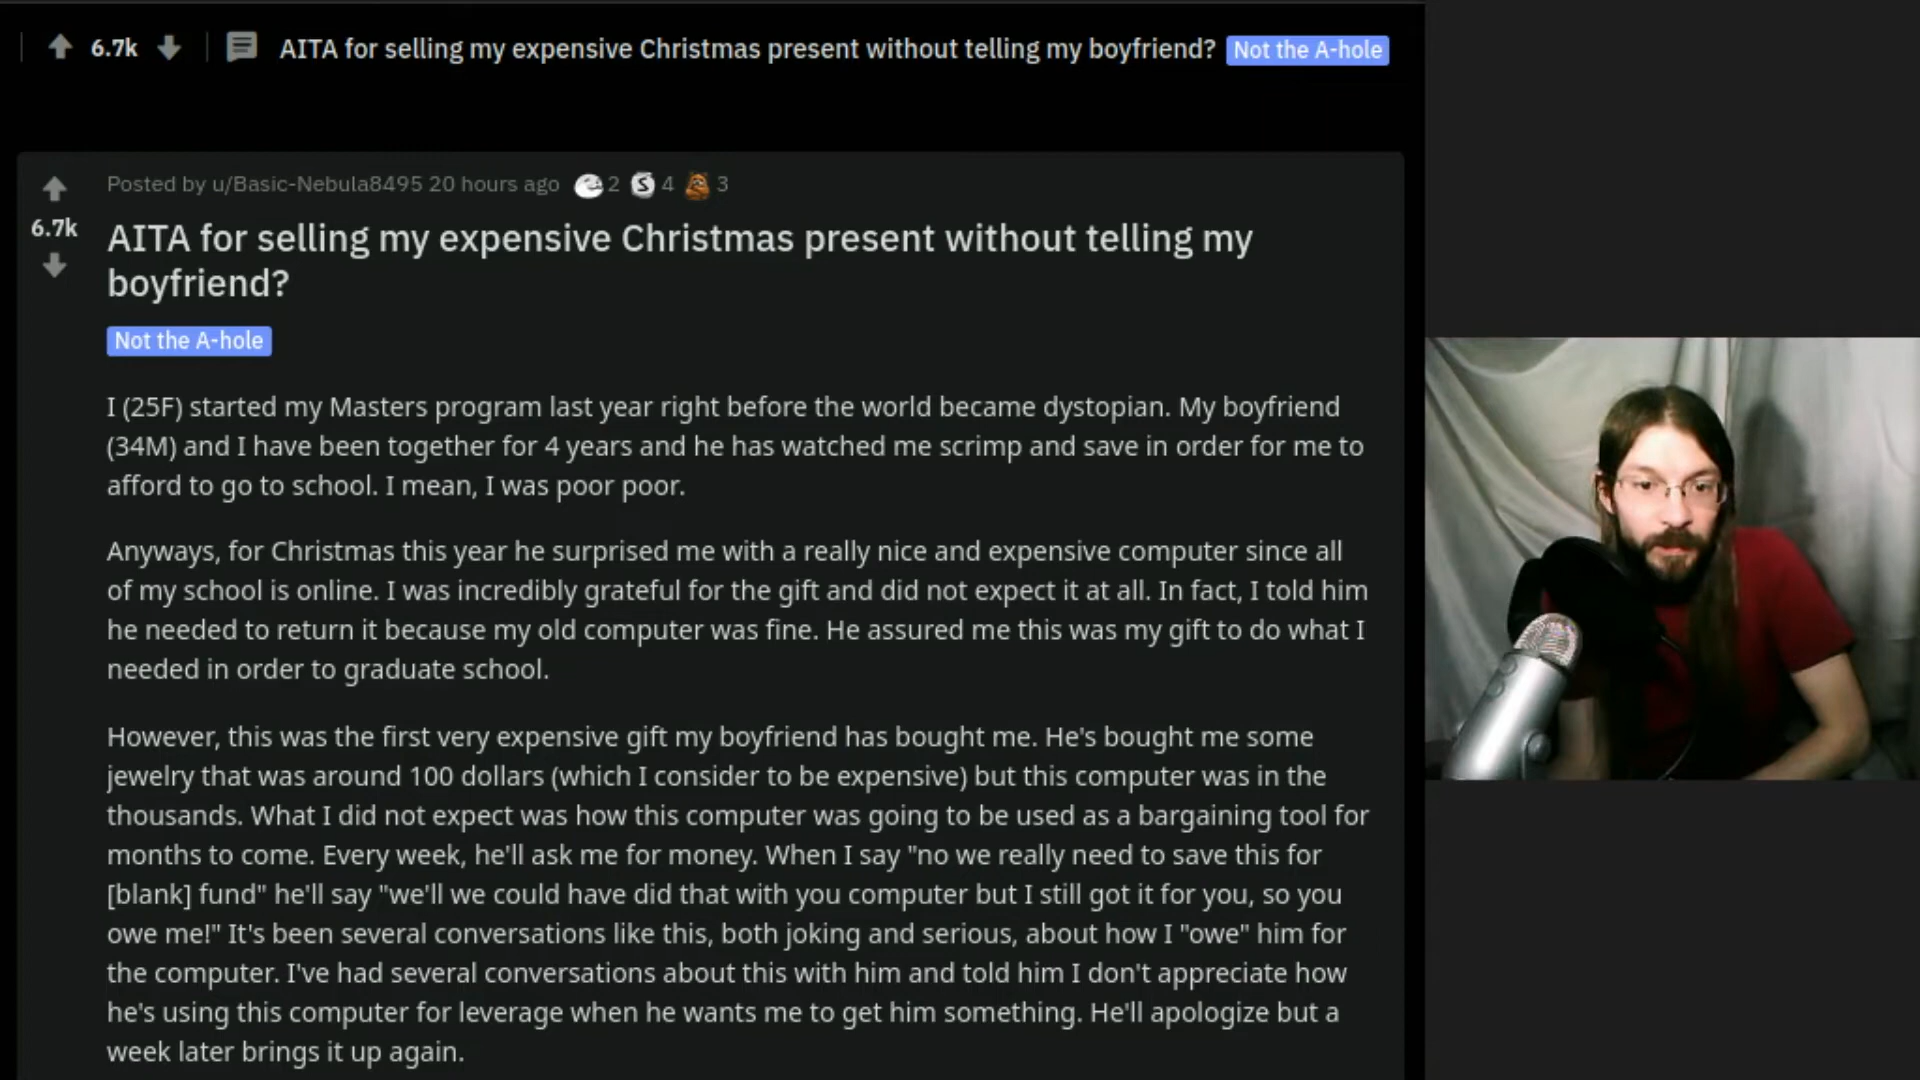 6.7k AITA for selling my expensive Christmas present without telling my boyfriend? Not the A-hole
Posted by u/Basic-Nebula8495 20 hours ago 2 S 4 3
6.7k
AITA for selling my expensive Christmas present without telling my
boyfriend?
Not the A-hole
I (25F) started my Masters program last year right before the world became dystopian. My boyfriend
(34M) and I have been together for 4 years and he has watched me scrimp and save in order for me to
afford to go to school. I mean, I was poor poor.
Anyways, for Christmas this year he surprised me with a really nice and expensive computer since all
of my school is online. I was incredibly grateful for the gift and did not expect it at all. In fact, I told him
he needed to return it because my old computer was fine. He assured me this was my gift to do what I
needed in order to graduate school.
However, this was the first very expensive gift my boyfriend has bought me. He's bought me some
jewelry that was around 100 dollars (which I consider to be expensive) but this computer was in the
thousands. What I did not expect was how this computer was going to be used as a bargaining tool for
months to come. Every week, he'll ask me for money. When I say "no we really need to save this for
[blank] fund" he'll say "we'll we could have did that with you computer but I still got it for you, so you
owe me!" It's been several conversations like this, both joking and serious, about how I "owe" him for
the computer. I've had several conversations about this with him and told him I don't appreciate how
he's using this computer for leverage when he wants me to get him something. He'll apologize but a
week later brings it up again.